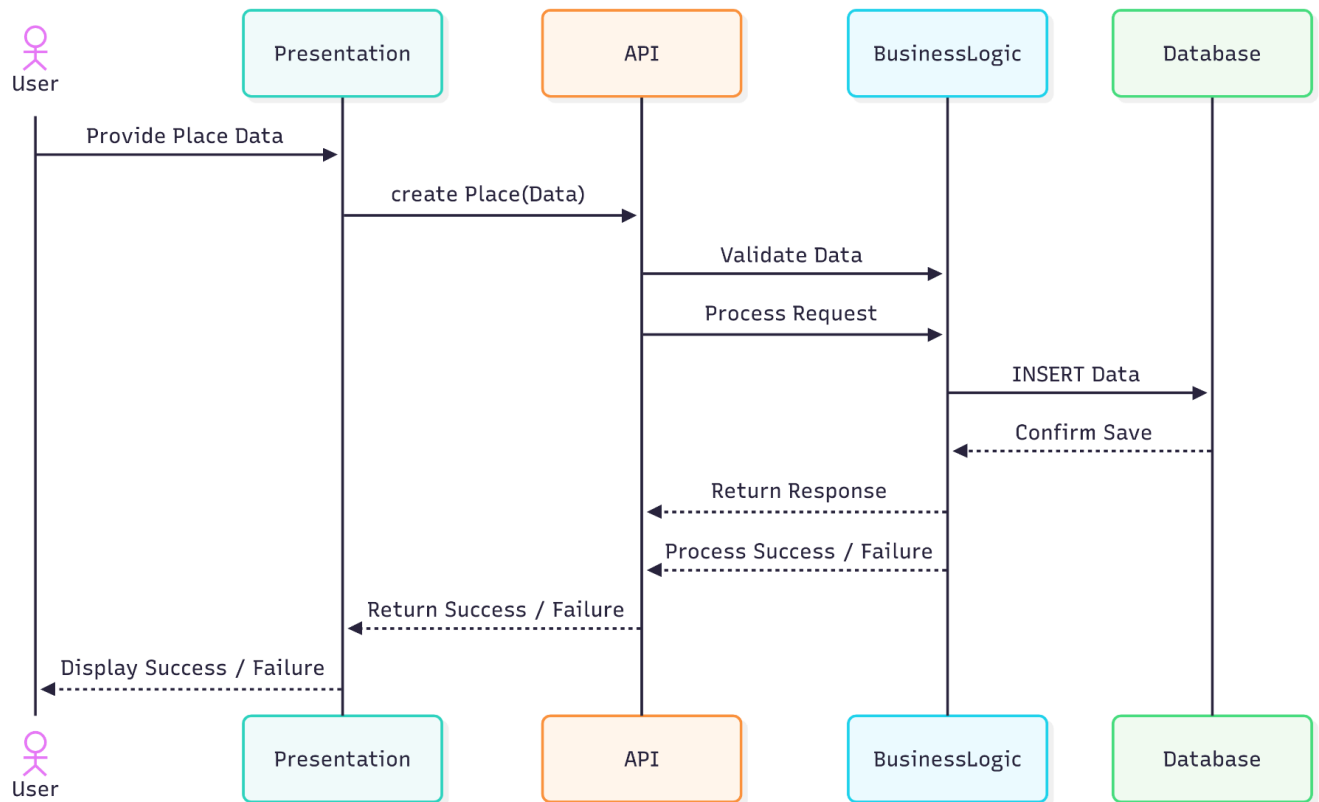 User
Presentation
API
BusinessLogic
Database
Provide Place Data
create Place(Data)
Validate Data
Process Request
INSERT Data
Confirm Save
Return Response
Process Success / Failure
Return Success / Failure
Display Success / Failure
User
Presentation
API
BusinessLogic
Database